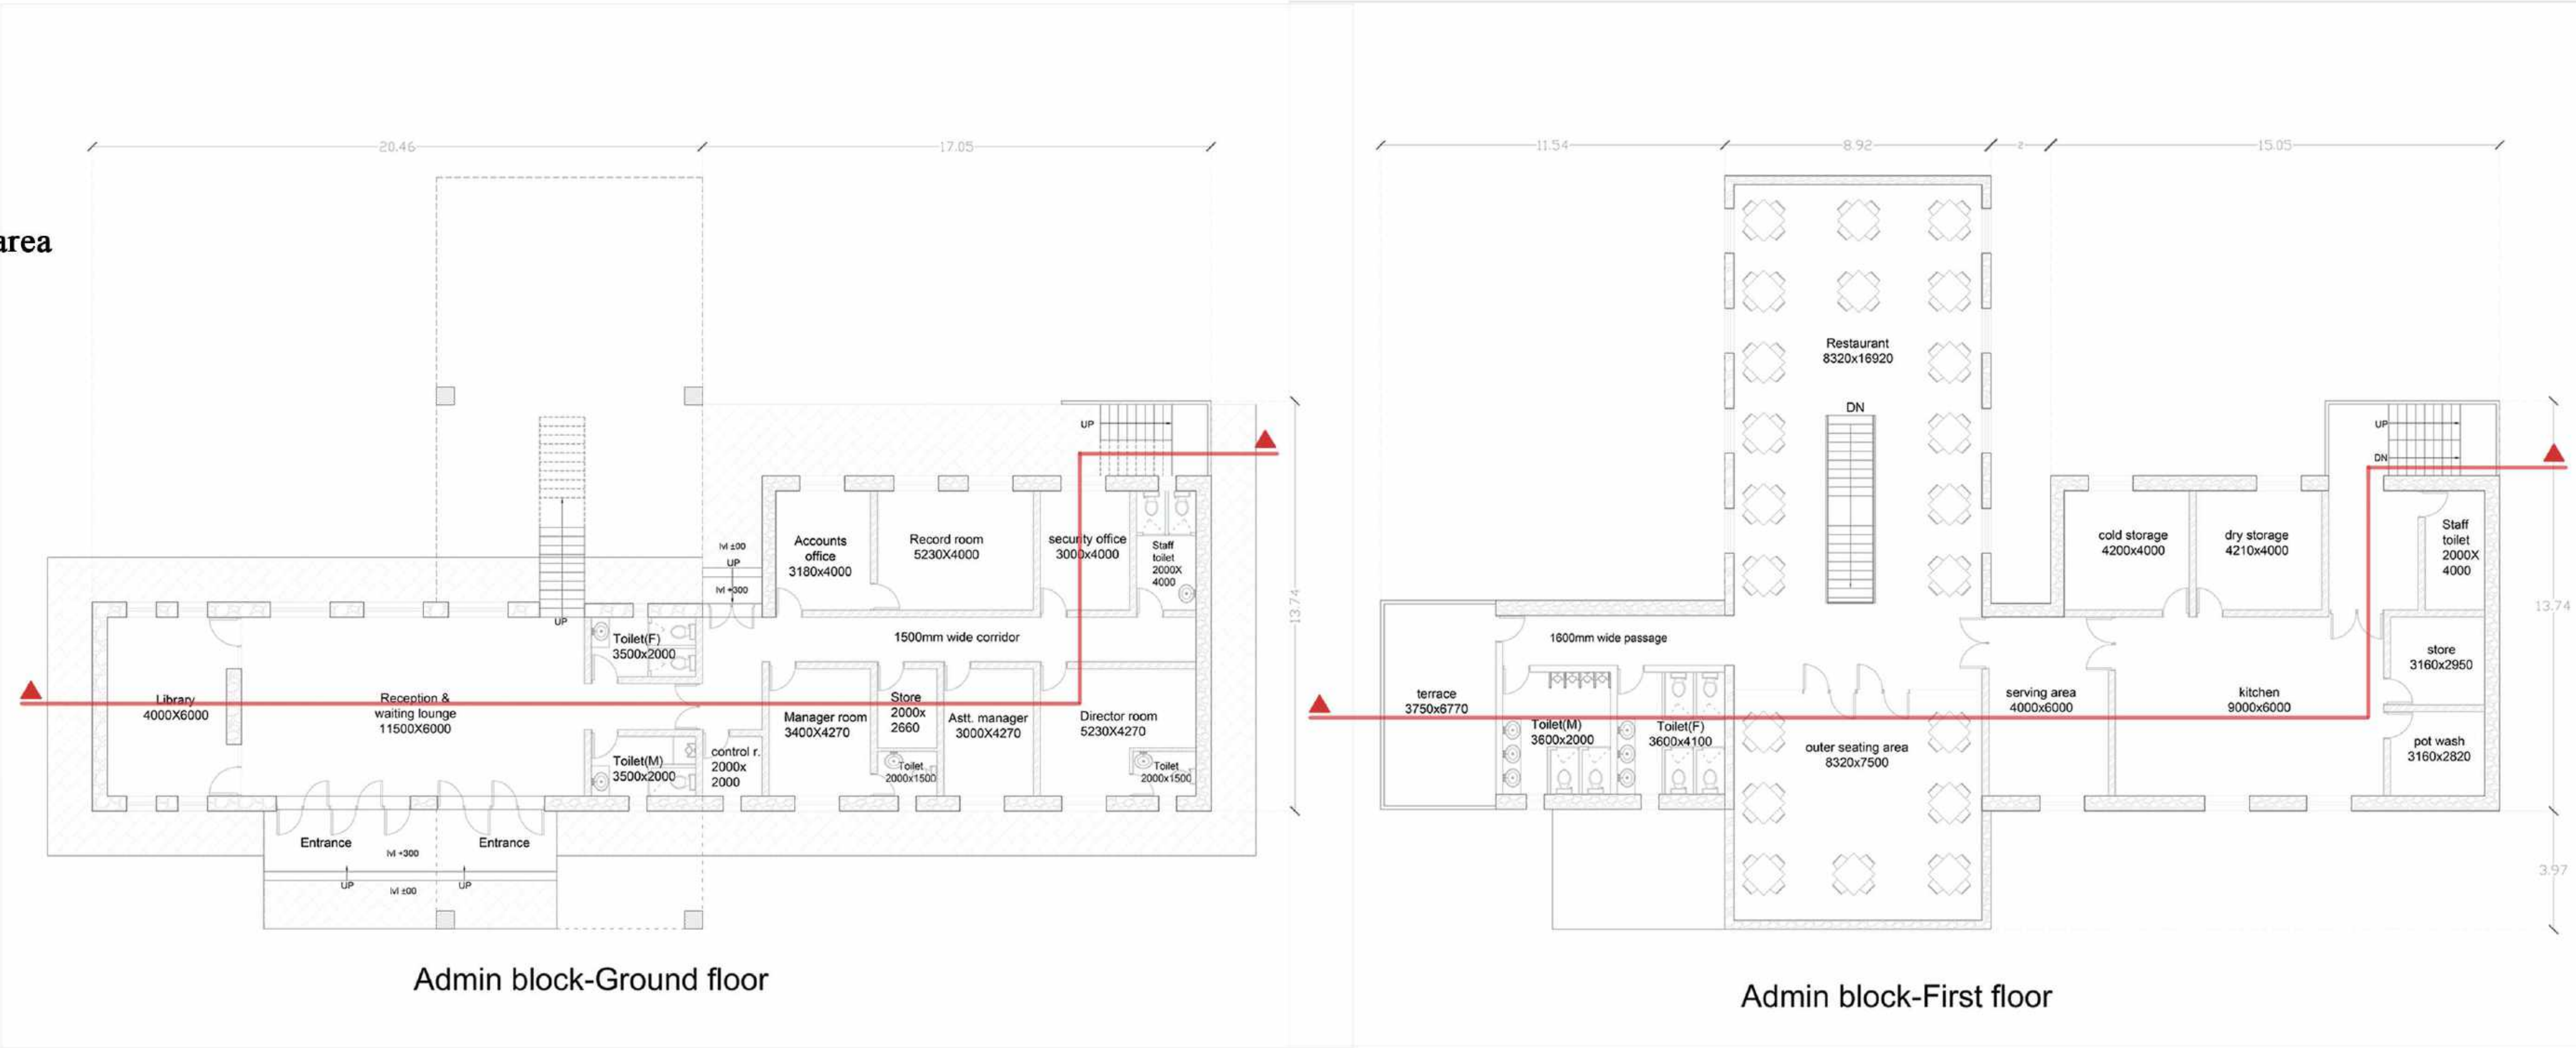 area
20.46
17.05
UP
Accounts
office
3180x4000
Record room
5230X4000
security office
3000x4000
Staff
toilet
2000X
4000
lvl ±00
UP
lvl +300
UP
Toilet(F)
3500x2000
1500mm wide corridor
Library
4000X6000
Reception &
waiting lounge
11500X6000
Toilet(M)
3500x2000
control r.
2000x
2000
Manager room
3400X4270
Store
2000x
2660
Toilet
2000x1500
Astt. manager
3000X4270
Director room
5230X4270
Toilet
2000x1500
Entrance
Entrance
lvl +300
UP
UP
lvl ±00
13.74
Admin block-Ground floor
11.54
8.92
2
15.05
Restaurant
8320x16920
DN
UP
DN
cold storage
4200x4000
dry storage
4210x4000
Staff
toilet
2000X
4000
13.74
1600mm wide passage
store
3160x2950
terrace
3750x6770
Toilet(M)
3600x2000
Toilet(F)
3600x4100
outer seating area
8320x7500
serving area
4000x6000
kitchen
9000x6000
pot wash
3160x2820
3.97
Admin block-First floor